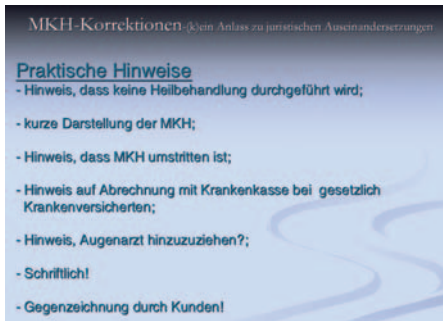 MKH-Korrektionen-(k)ein Anlass zu juristischen Auseinandersetzungen
Praktische Hinweise
- Hinweis, dass keine Heilbehandlung durchgeführt wird;
- kurze Darstellung der MKH;
- Hinweis, dass MKH umstritten ist;
- Hinweis auf Abrechnung mit Krankenkasse bei gesetzlich
Krankenversicherten;
- Hinweis, Augenarzt hinzuzuziehen?;
- Schriftlich!
- Gegenzeichnung durch Kunden!